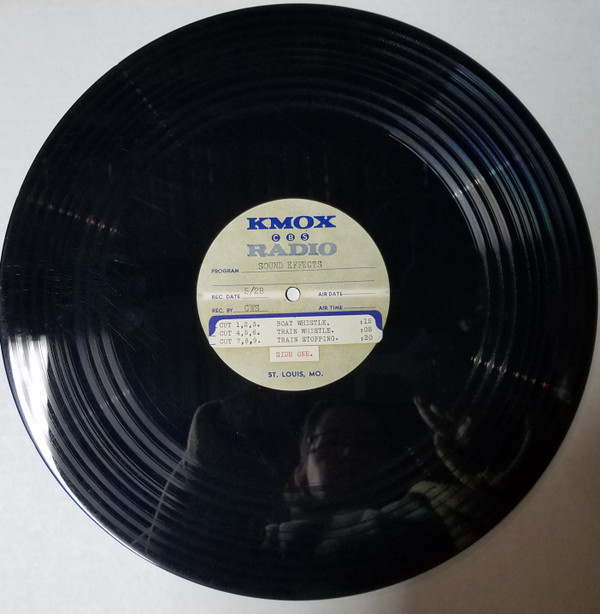 KMOX
CBS
RADIO
PROGRAM SOUND EFFECTS
REC. DATE 5/28 AIR DATE
REC. BY CWS AIR TIME
CUT 1,2,3. BOAT WHISTLE. :15
CUT 4,5,6. TRAIN WHISTLE. :05
CUT 7,8,9. TRAIN STOPPING. :20
SIDE ONE.
ST. LOUIS, MO.